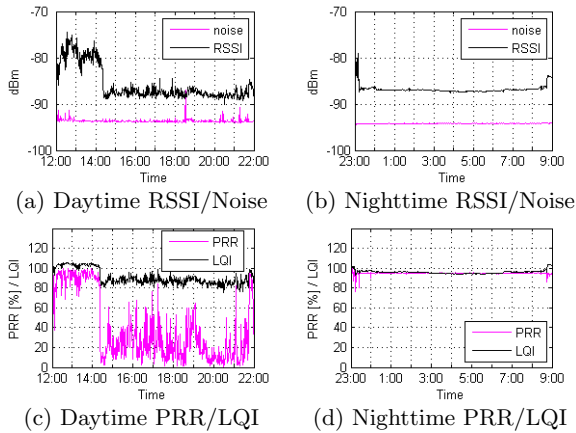 -70
-80
-90
-100
dBm
noise
RSSI
12:00 14:00 16:00 18:00 20:00 22:00
Time
(a) Daytime RSSI/Noise
-70
-80
-90
-100
dBm
noise
RSSI
23:00 1:00 3:00 5:00 7:00 9:00
Time
(b) Nighttime RSSI/Noise
120
100
80
60
40
20
0
PRR [%] / LQI
PRR
LQI
12:00 14:00 16:00 18:00 20:00 22:00
Time
(c) Daytime PRR/LQI
120
100
80
60
40
20
0
PRR [%] / LQI
PRR
LQI
23:00 1:00 3:00 5:00 7:00 9:00
Time
(d) Nighttime PRR/LQI